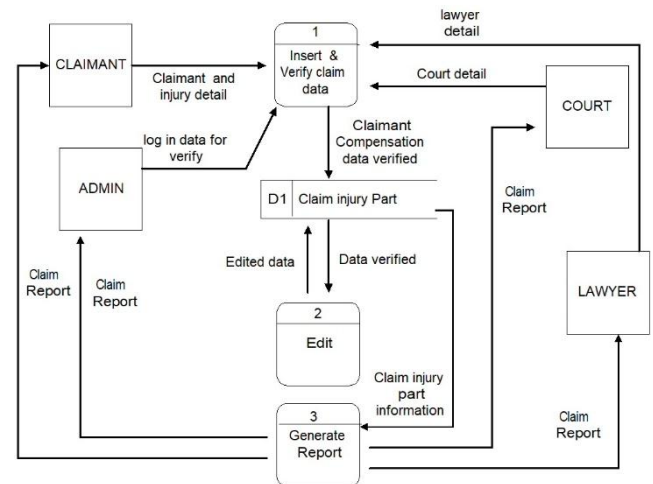 lawyer
detail
1
Insert &
Verify claim
data
CLAIMANT
Claimant and
injury detail
Court detail
COURT
log in data for
verify
Claimant
Compensation
data verified
ADMIN
D1 Claim injury Part
Claim
Report
Edited data
Data verified
Claim
Report
Claim
Report
LAWYER
2
Edit
Claim injury
part
information
3
Generate
Report
Claim
Report